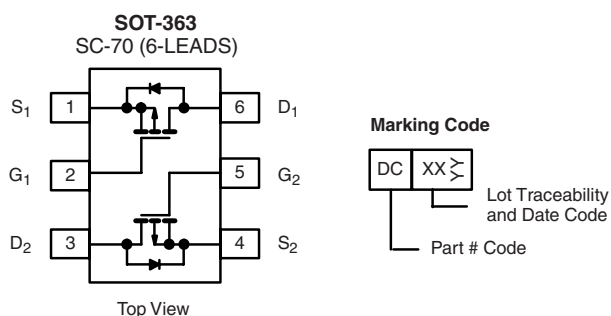 SOT-363
SC-70 (6-LEADS)
S1 1 6 D1
G1 2 5 G2
D2 3 4 S2
Top View
Marking Code
DC XX YY
Lot Traceability
and Date Code
Part # Code